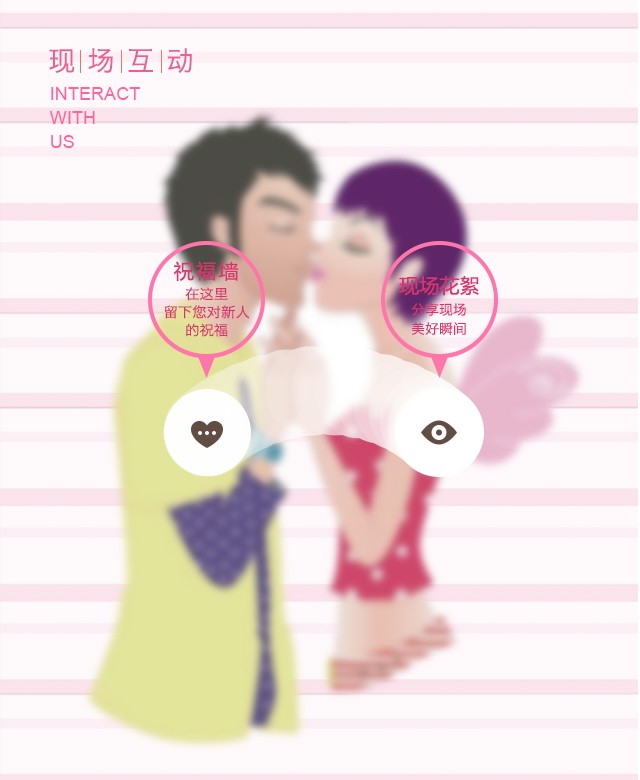 现|场|互|动
INTERACT
WITH
US
祝福墙
在这里
留下您对新人
的祝福
现场花絮
分享现场
美好瞬间